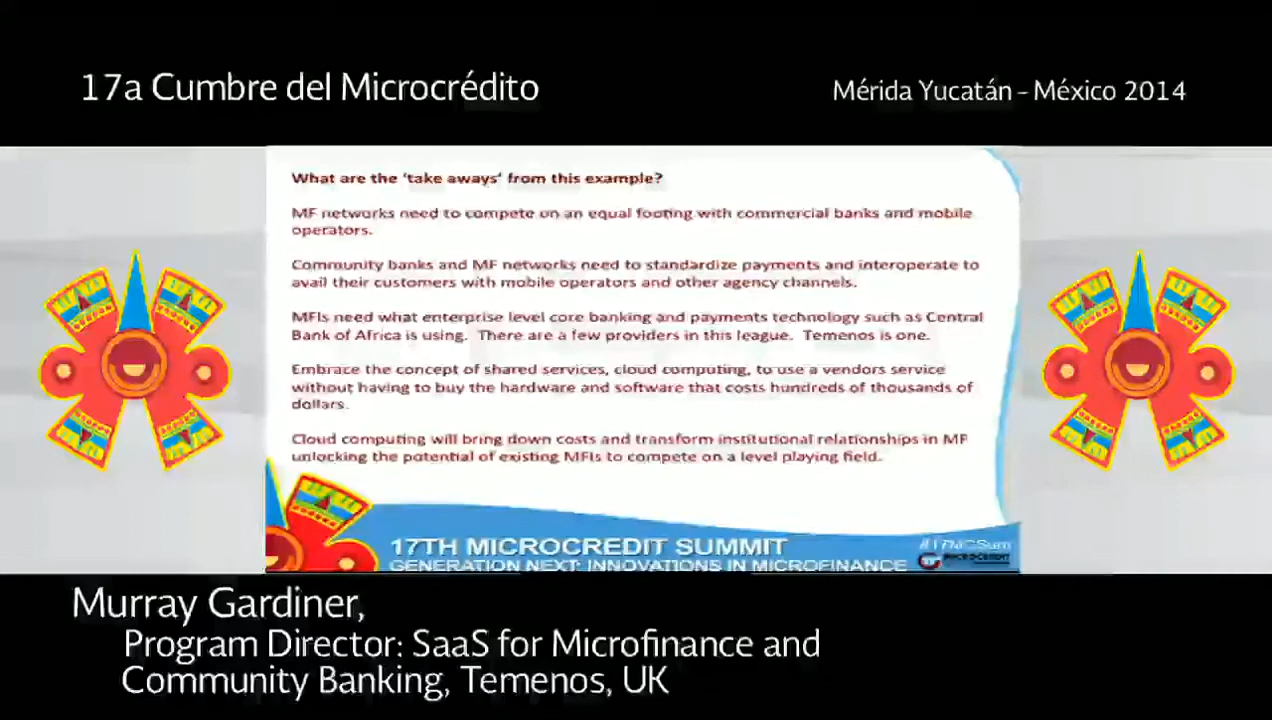 17a Cumbre del Microcrédito
Mérida Yucatán – México 2014
What are the 'take aways' from this example?
MF networks need to compete on an equal footing with commercial banks and mobile
operators.
Community banks and MF networks need to standardize payments and interoperate to
avail their customers with mobile operators and other agency channels.
MFIs need what enterprise level core banking and payments technology such as Central
Bank of Africa is using. There are a few providers in this league. Temenos is one.
Embrace the concept of shared services, cloud computing, to use a vendors service
without having to buy the hardware and software that costs hundreds of thousands of
dollars.
Cloud computing will bring down costs and transform institutional relationships in MF
unlocking the potential of existing MFIs to compete on a level playing field.
17TH MICROCREDIT SUMMIT
GENERATION NEXT: INNOVATIONS IN MICROFINANCE
#17MCSum
MICROCREDIT
Murray Gardiner,
Program Director: SaaS for Microfinance and
Community Banking, Temenos, UK